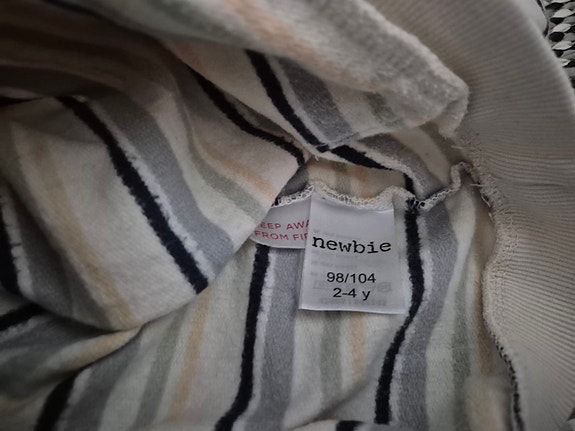 KEEP AWA
FROM FI
newbie
98/104
2-4 y